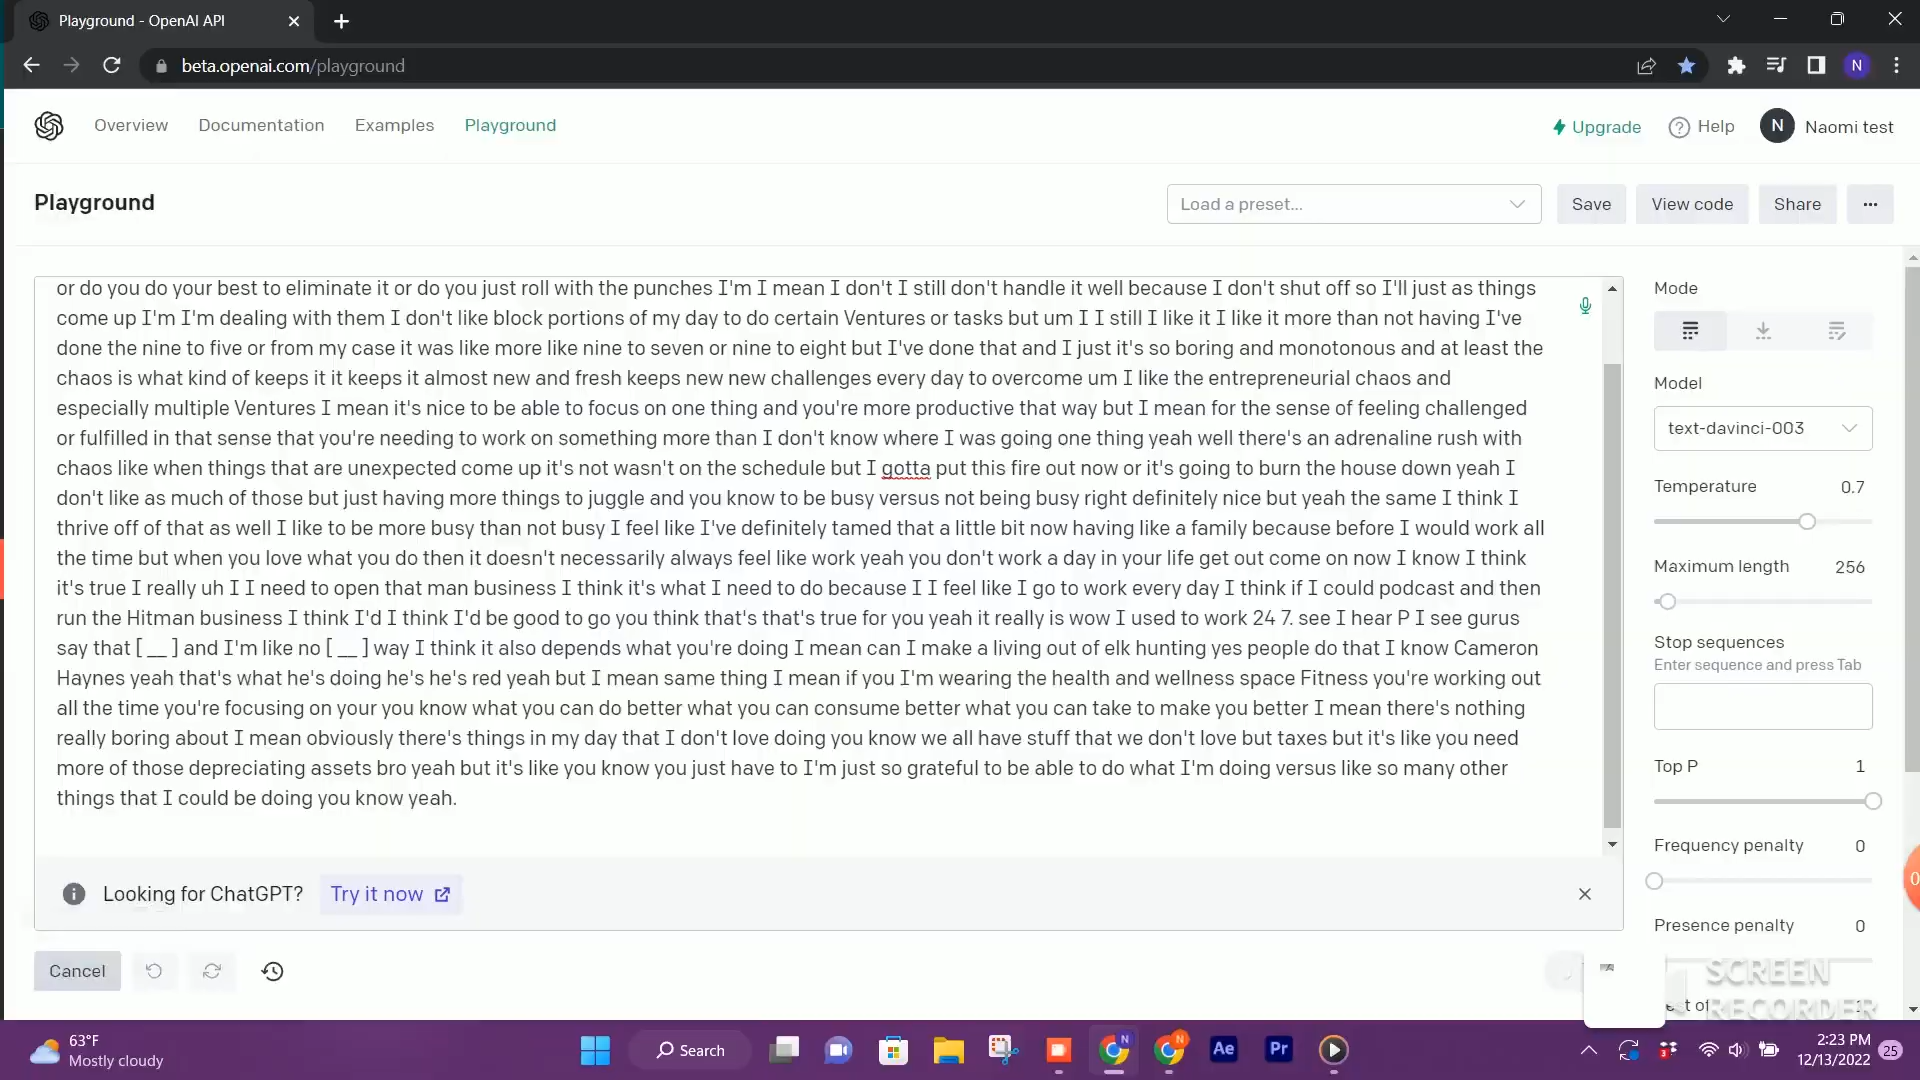 Playground - OpenAI API
beta.openai.com/playground
N
Overview Documentation Examples Playground
Upgrade Help N Naomi test
Playground
Load a preset... Save View code Share ...
or do you do your best to eliminate it or do you just roll with the punches I'm I mean I don't I still don't handle it well because I don't shut off so I'll just as things
come up I'm I'm dealing with them I don't like block portions of my day to do certain Ventures or tasks but um I I still I like it I like it more than not having I've
done the nine to five or from my case it was like more like nine to seven or nine to eight but I've done that and I just it's so boring and monotonous and at least the
chaos is what kind of keeps it it keeps it almost new and fresh keeps new new challenges every day to overcome um I like the entrepreneurial chaos and
especially multiple Ventures I mean it's nice to be able to focus on one thing and you're more productive that way but I mean for the sense of feeling challenged
or fulfilled in that sense that you're needing to work on something more than I don't know where I was going one thing yeah well there's an adrenaline rush with
chaos like when things that are unexpected come up it's not wasn't on the schedule but I gotta put this fire out now or it's going to burn the house down yeah I
don't like as much of those but just having more things to juggle and you know to be busy versus not being busy right definitely nice but yeah the same I think I
thrive off of that as well I like to be more busy than not busy I feel like I've definitely tamed that a little bit now having like a family because before I would work all
the time but when you love what you do then it doesn't necessarily always feel like work yeah you don't work a day in your life get out come on now I know I think
it's true I really uh I I need to open that man business I think it's what I need to do because I I feel like I go to work every day I think if I could podcast and then
run the Hitman business I think I'd I think I'd be good to go you think that's that's true for you yeah it really is wow I used to work 24 7. see I hear P I see gurus
say that [ __ ] and I'm like no [ __ ] way I think it also depends what you're doing I mean can I make a living out of elk hunting yes people do that I know Cameron
Haynes yeah that's what he's doing he's he's red yeah but I mean same thing I mean if you I'm wearing the health and wellness space Fitness you're working out
all the time you're focusing on your you know what you can do better what you can consume better what you can take to make you better I mean there's nothing
really boring about I mean obviously there's things in my day that I don't love doing you know we all have stuff that we don't love but taxes but it's like you need
more of those depreciating assets bro yeah but it's like you know you just have to I'm just so grateful to be able to do what I'm doing versus like so many other
things that I could be doing you know yeah.
Looking for ChatGPT? Try it now
Cancel
Mode
Model
text-davinci-003
Temperature 0.7
Maximum length 256
Stop sequences
Enter sequence and press Tab
Top P 1
Frequency penalty 0
Presence penalty 0
SCREEN
RECORDER
63°F
Mostly cloudy
Search
N
N
Ae
Pr
3
2:23 PM
12/13/2022
25